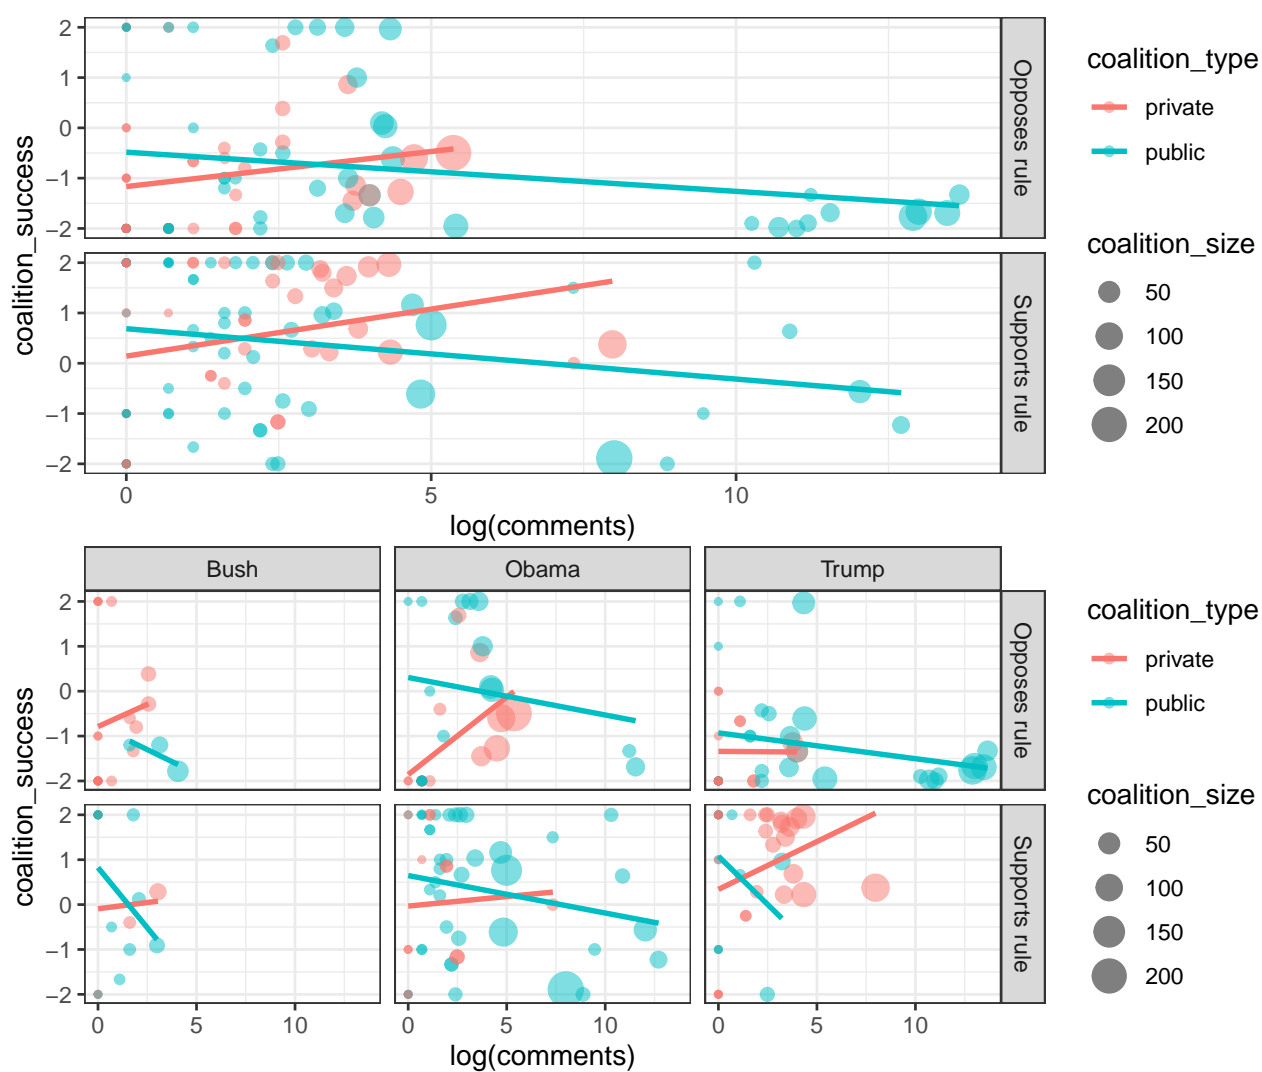 coalition_success
2
1
0
−1
−2
Opposes rule
2
1
0
−1
−2
Supports rule
0
5
10
log(comments)
coalition_type
private
public
coalition_size
50
100
150
200
Bush
Obama
Trump
coalition_success
2
1
0
−1
−2
Opposes rule
2
1
0
−1
−2
Supports rule
0
5
10
0
5
10
0
5
10
log(comments)
coalition_type
private
public
coalition_size
50
100
150
200